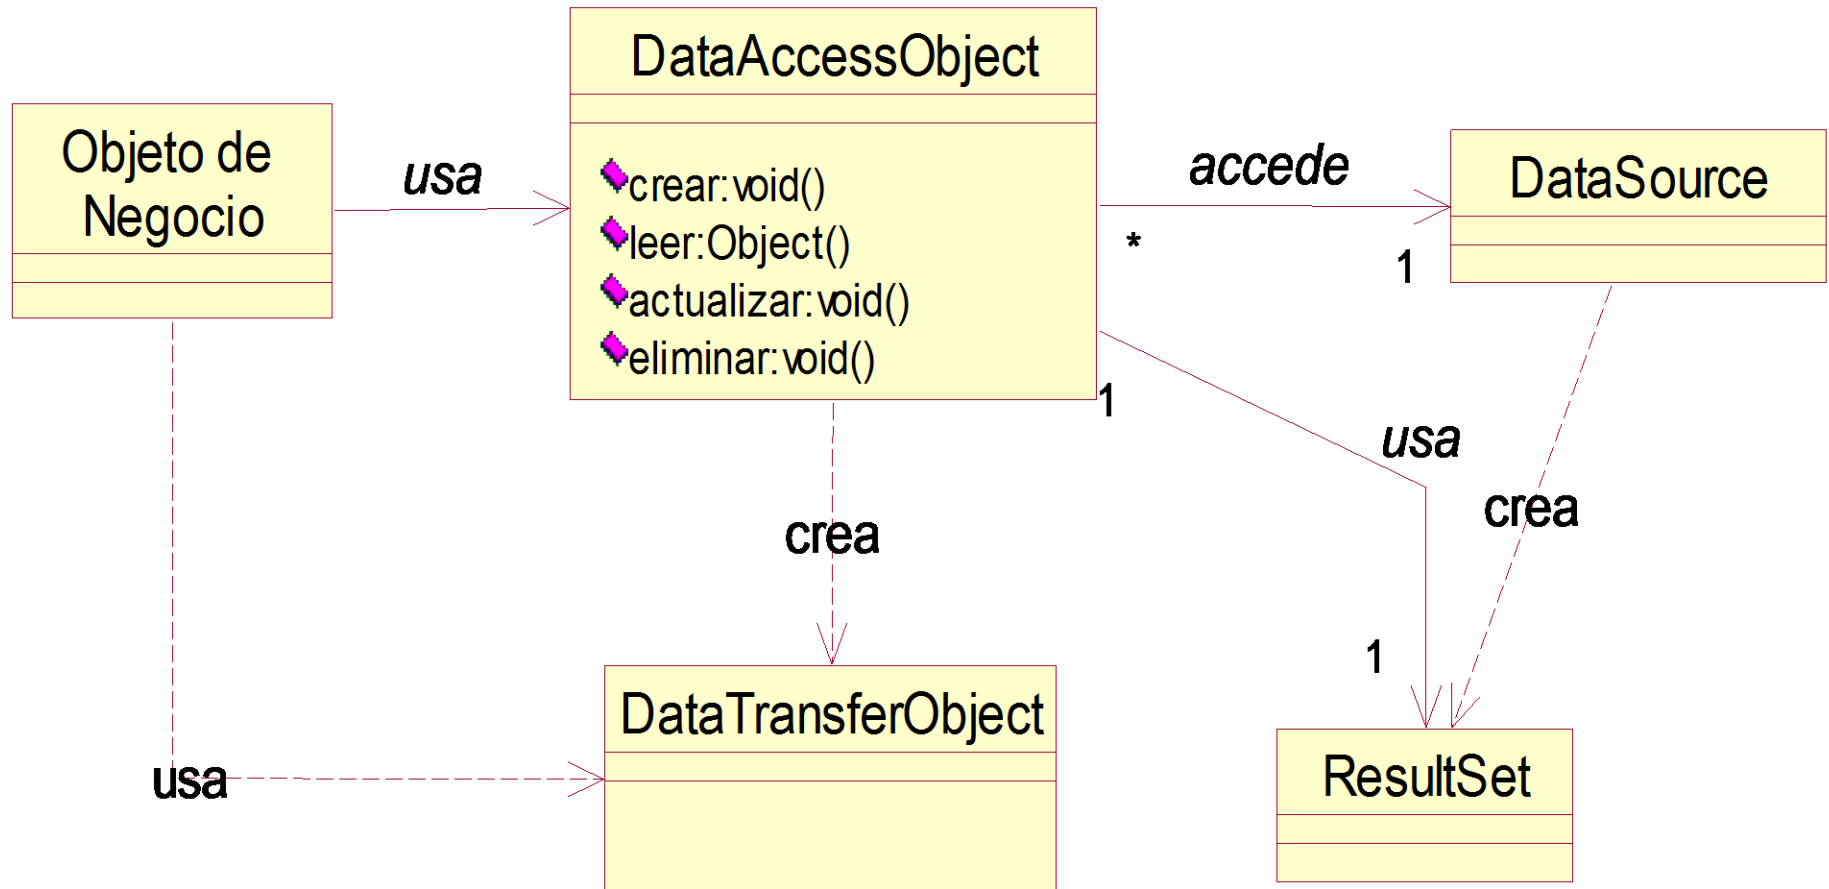 DataAccessObject
crear:void()
leer:Object()
actualizar:void()
eliminar:void()
Objeto de
Negocio
usa
accede
DataSource
*
1
1
usa
crea
crea
1
DataTransferObject
usa
ResultSet